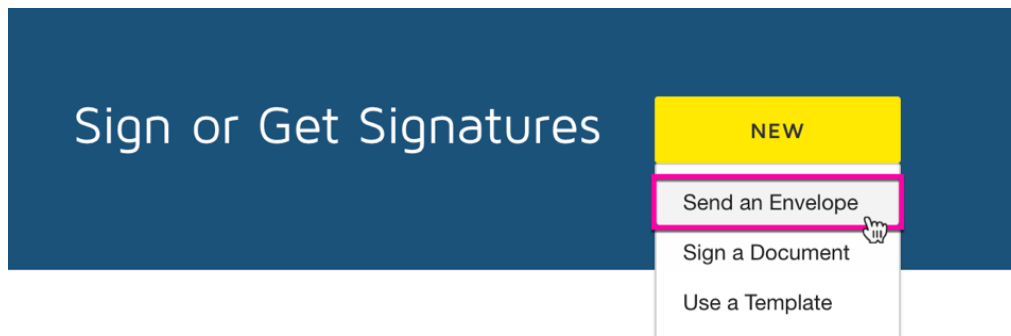 Sign or Get Signatures
NEW
Send an Envelope
Sign a Document
Use a Template